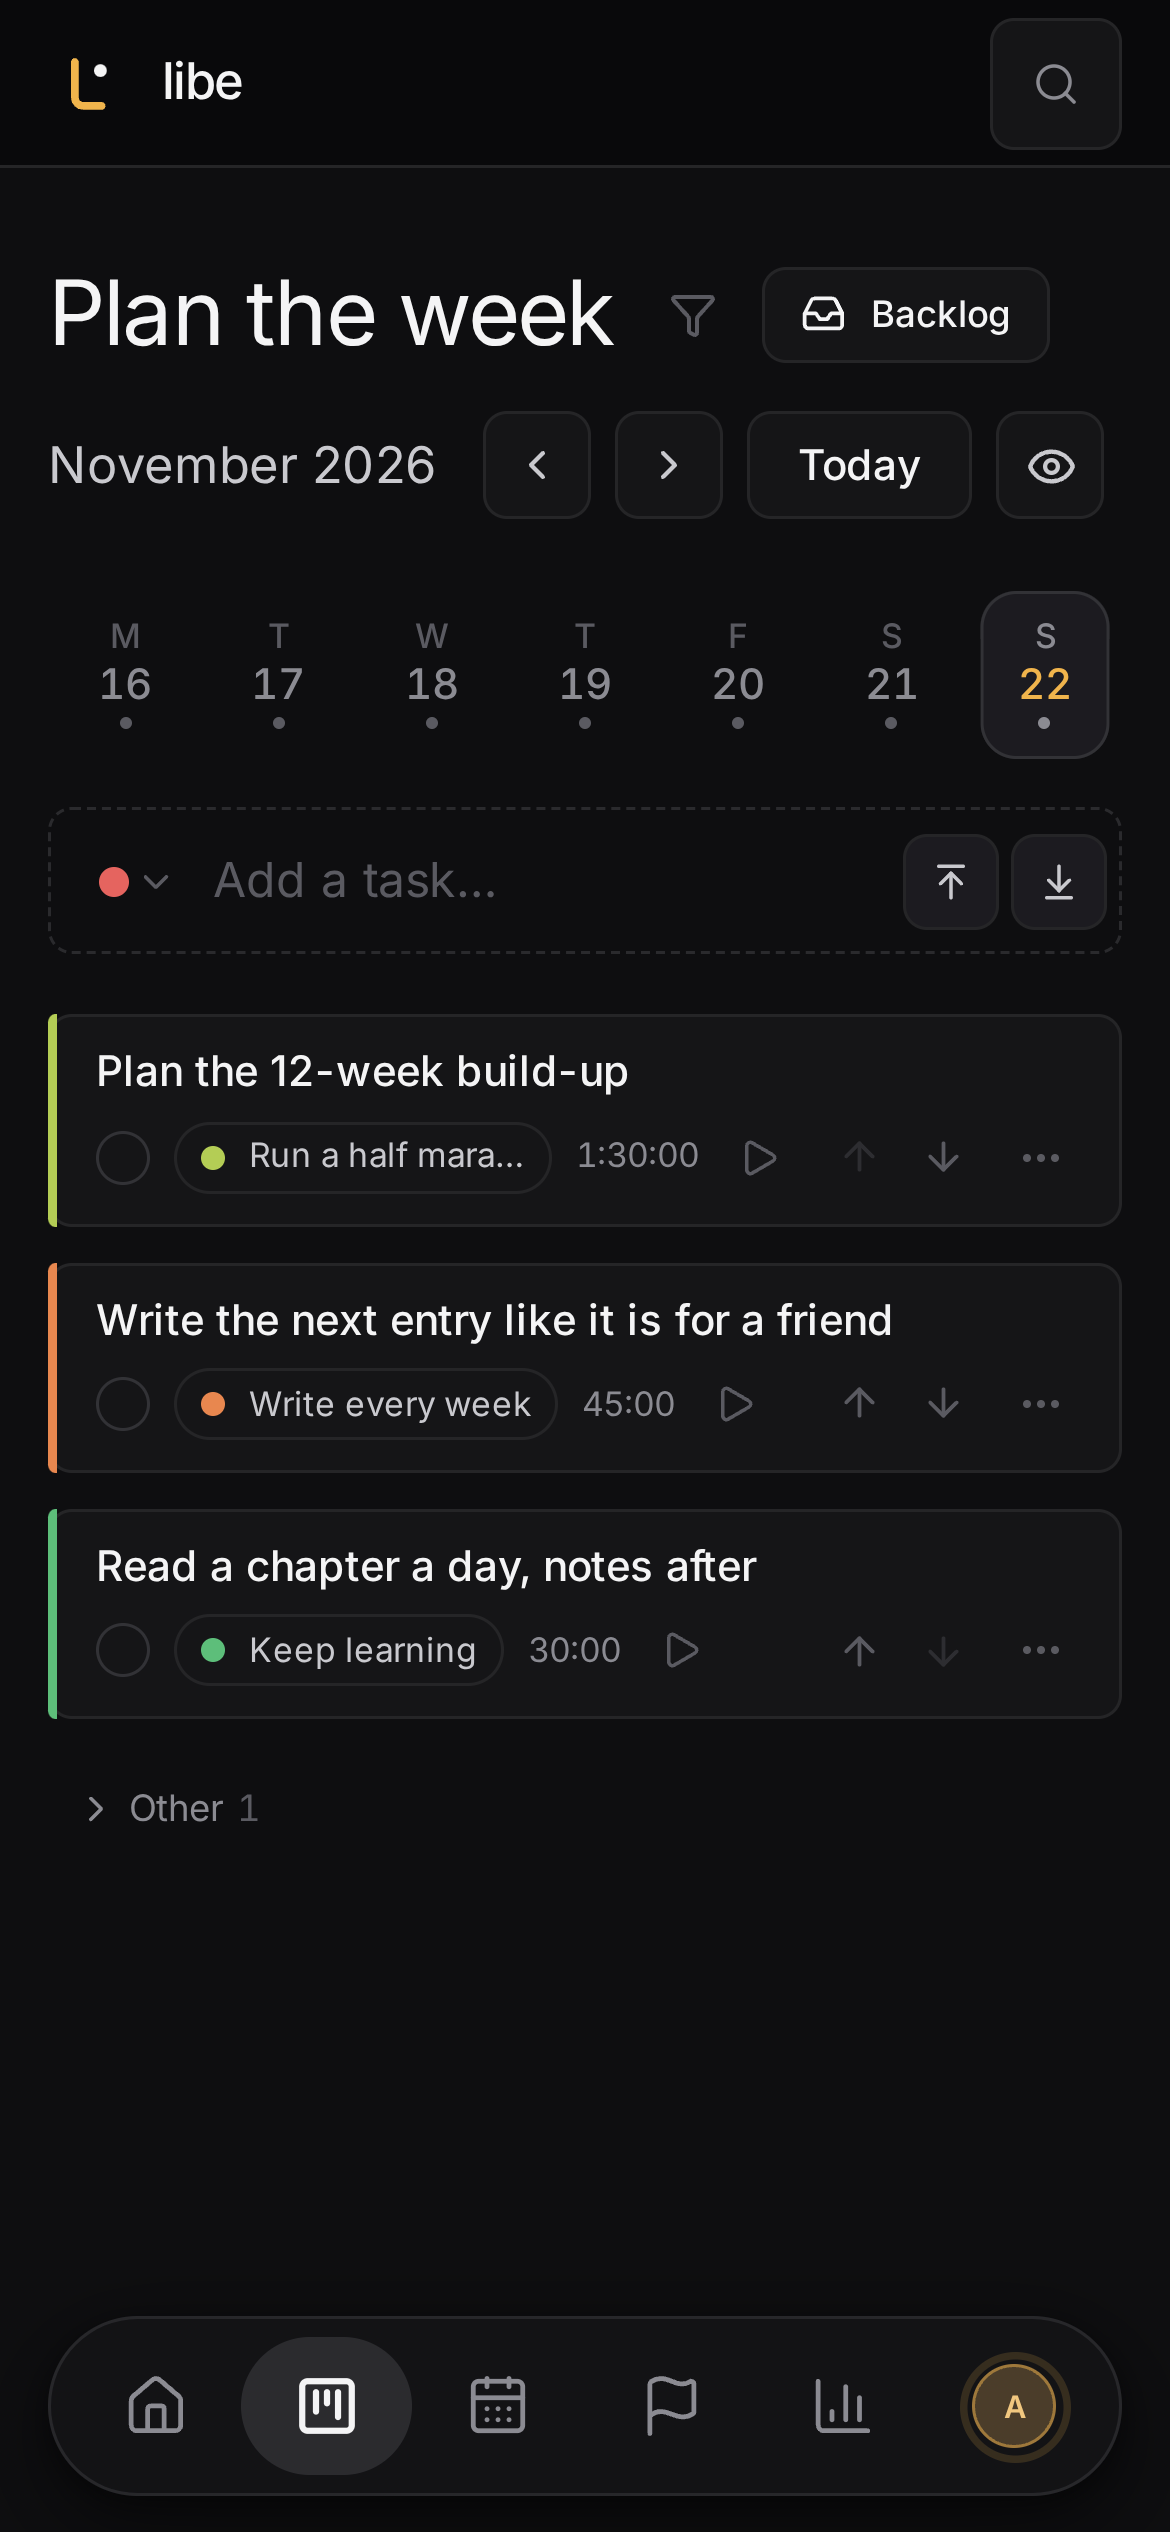 libe
Plan the week
Backlog
November 2026
Today
M T W T F S S
16 17 18 19 20 21 22
Add a task...
Plan the 12-week build-up
Run a half mara... 1:30:00
Write the next entry like it is for a friend
Write every week 45:00
Read a chapter a day, notes after
Keep learning 30:00
Other 1
A